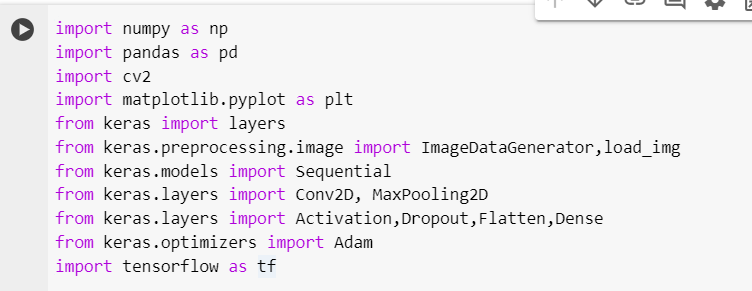 import numpy as np
import pandas as pd
import cv2
import matplotlib.pyplot as plt
from keras import layers
from keras.preprocessing.image import ImageDataGenerator,load_img
from keras.models import Sequential
from keras.layers import Conv2D, MaxPooling2D
from keras.layers import Activation,Dropout,Flatten,Dense
from keras.optimizers import Adam
import tensorflow as tf